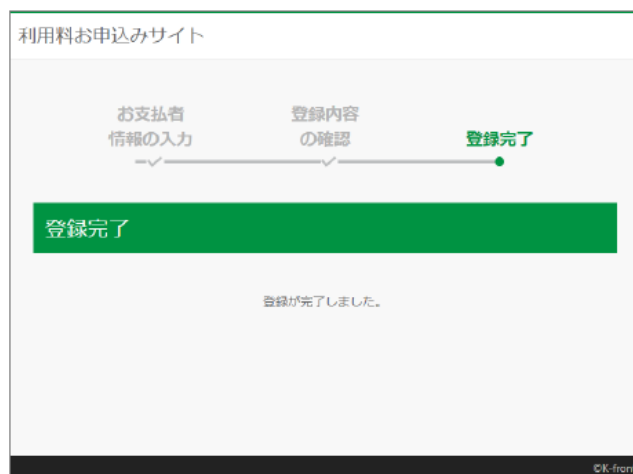 利用料お申込みサイト
お支払者
情報の入力
登録内容
の確認
登録完了
登録完了
登録が完了しました。
©K-fron